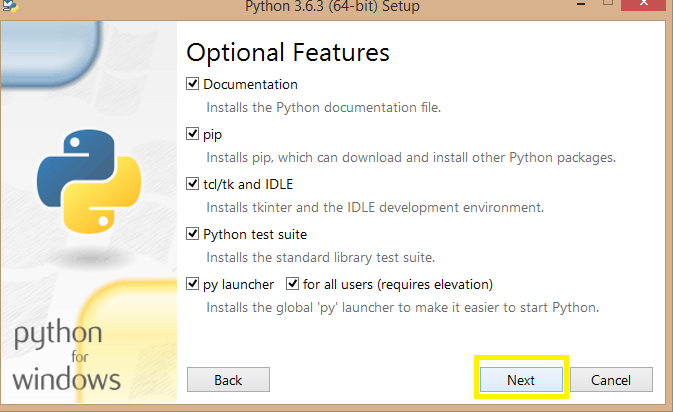 Python 3.6.3 (64-bit) Setup
Optional Features
Documentation
Installs the Python documentation file.
pip
Installs pip, which can download and install other Python packages.
tcl/tk and IDLE
Installs tkinter and the IDLE development environment.
Python test suite
Installs the standard library test suite.
py launcher for all users (requires elevation)
Installs the global 'py' launcher to make it easier to start Python.
python
for
windows
Back Next Cancel